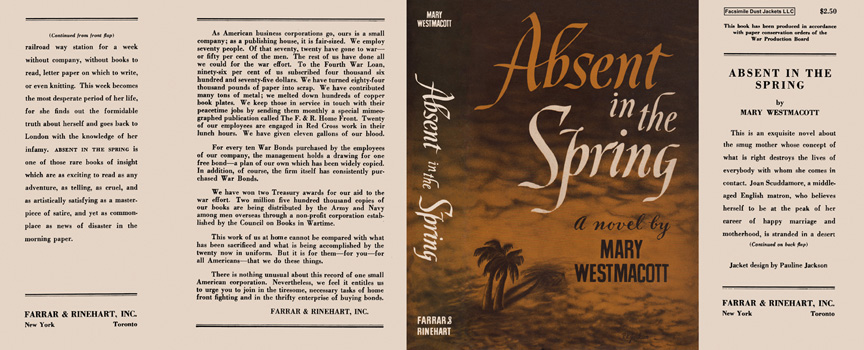 (Continued from front flap)
railroad way station for a week
without company, without books to
read, letter paper on which to write,
or even knitting. This week becomes
the most desperate period of her life,
for she finds out the formidable
truth about herself and goes back to
London with the knowledge of her
infamy. ABSENT IN THE SPRING is
one of those rare books of insight
which are as exciting to read as any
adventure, as telling, as cruel, and
as artistically satisfying as a master-
piece of satire, and yet as common-
place as news of disaster in the
morning paper.
FARRAR & RINEHART, INC.
New York Toronto
As American business corporations go, ours is a small
company; as a publishing house, it is fair-sized. We employ
seventy people. Of that seventy, twenty have gone to war—
or fifty per cent of the men. The rest of us have done all
we could for the war effort. To the Fourth War Loan,
ninety-six per cent of us subscribed four thousand six
hundred and seventy-five dollars. We have turned eighty-four
thousand pounds of paper into scrap. We have contributed
many tons of metal; we melted down hundreds of copper
book plates. We keep those in service in touch with their
peacetime jobs by sending them monthly a special mimeo-
graphed publication called The F. & R. Home Front. Twenty
of our employees are engaged in Red Cross work in their
lunch hours. We have given eleven gallons of our blood.
For every ten War Bonds purchased by the employees
of our company, the management holds a drawing for one
free bond—a plan of our own which has been widely copied.
In addition, of course, the firm itself has consistently pur-
chased War Bonds.
We have won two Treasury awards for our aid to the
war effort. Two million five hundred thousand copies of
our books are being distributed by the Army and Navy
among men overseas through a non-profit corporation estab-
lished by the Council on Books in Wartime.
This work of us at home cannot be compared with what
has been sacrificed and what is being accomplished by the
twenty now in uniform. But it is for them—for you—for
all Americans—that we do these things.
There is nothing unusual about this record of one small
American corporation. Nevertheless, we feel it entitles us
to urge you to join in the tiresome, necessary tasks of home
front fighting and in the thrifty enterprise of buying bonds.
FARRAR & RINEHART, INC.
MARY
WESTMACOTT
Absent in the Spring
FARRAR &
RINEHART
Absent
in the
Spring
a novel by
MARY
WESTMACOTT
Facsimile Dust Jackets LLC $2.50
This book has been produced in accordance
with paper conservation orders of the
War Production Board
ABSENT IN THE
SPRING
by
MARY WESTMACOTT
This is an exquisite novel about
the smug mother whose concept of
what is right destroys the lives of
everybody with whom she comes in
contact. Joan Scudamore, a middle-
aged English matron, who believes
herself to be at the peak of her
career of happy marriage and
motherhood, is stranded in a desert
(Continued on back flap)
Jacket design by Pauline Jackson
FARRAR & RINEHART, INC.
New York Toronto